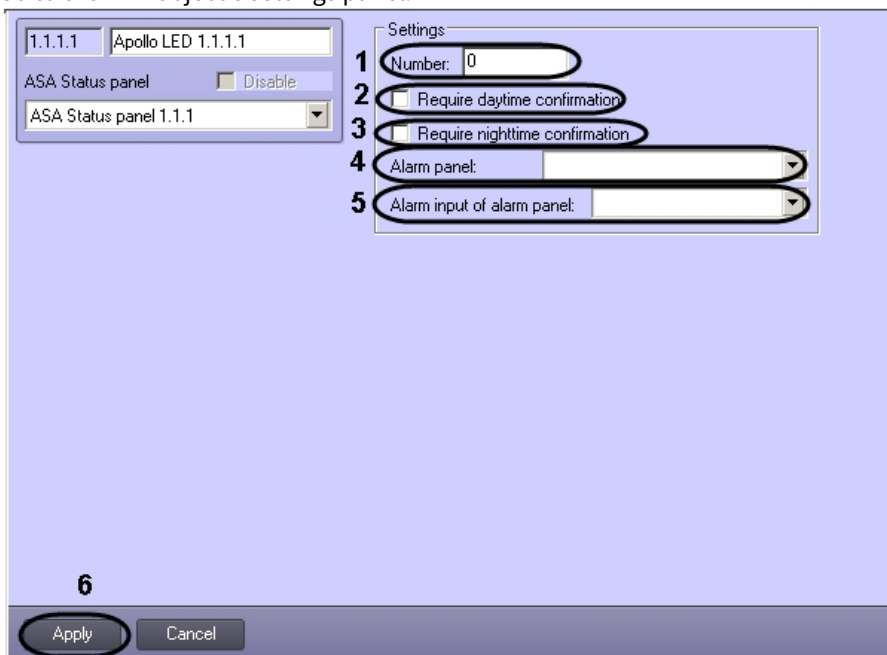 1.1.1.1 Apollo LED 1.1.1.1
ASA Status panel Disable
ASA Status panel 1.1.1
Settings
1 Number: 0
2 Require daytime confirmation
3 Require nighttime confirmation
4 Alarm panel:
5 Alarm input of alarm panel:
6
Apply Cancel